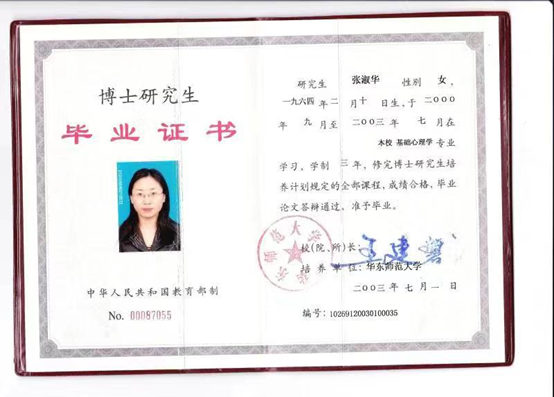 博士研究生
毕业证书
中华人民共和国教育部制
No. 00087055
研究生 张淑华 性别 女,
一九六四年二月十日生,于二〇〇〇
年九月至二〇〇三年七月在
本校 基础心理学 专业
学习,学制 三年,修完博士研究生培
养计划规定的全部课程,成绩合格,毕业
论文答辩通过,准予毕业。
华东师范大学
校(院、所)长:
培养单位:华东师范大学
二〇〇三年七月一日
编号:10269120030100035